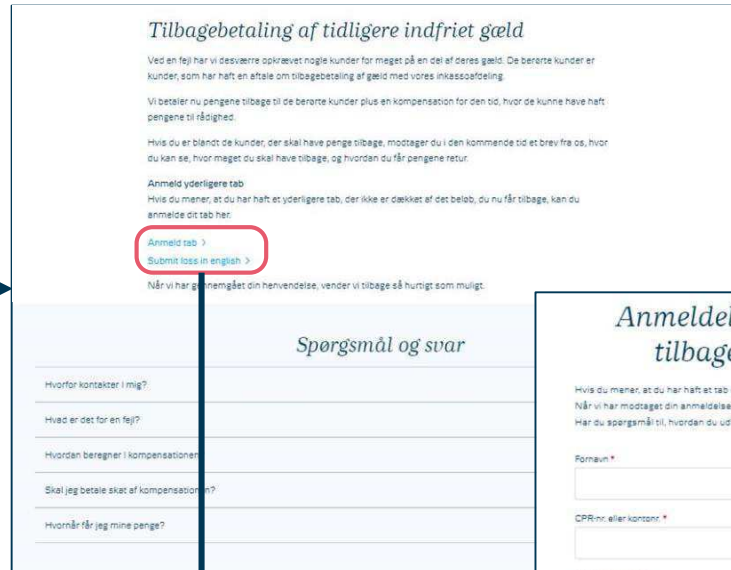 Tilbagebetaling af tidligere indfriet gæld
Ved en fejl har vi desværre opkrævet nogle kunder for meget på en del af deres gæld. De berørte kunder er
kunder, som har haft en aftale om tilbagebetaling af gæld med vores inkassoafdeling.
Vi betaler nu pengene tilbage til de berørte kunder plus en kompensation for den tid, hvor de kunne have haft
pengene til rådighed.
Hvis du er blandt de kunder, der skal have penge tilbage, modtager du i den kommende tid et brev fra os, hvor
du kan se, hvor meget du skal have tilbage, og hvordan du får pengene retur.
Anmeld yderligere tab
Hvis du mener, at du har haft et yderligere tab, der ikke er dækket af det beløb, du nu får tilbage, kan du
anmelde dit tab her.
Anmeld tab >
Submit loss in english >
Når vi har gennemgået din henvendelse, vender vi tilbage så hurtigt som muligt.
Spørgsmål og svar
Hvorfor kontakter I mig?
Hvad er det for en fejl?
Hvordan beregner I kompensationen
Skal jeg betale skat af kompensationen?
Hvornår får jeg mine penge?
Anmeldel
tilbage
Hvis du mener, at du har haft et tab
Når vi har modtaget din anmeldelse
Har du spørgsmål til, hvordan du ud
Fornavn *
CPR-nr. eller kontonr. *